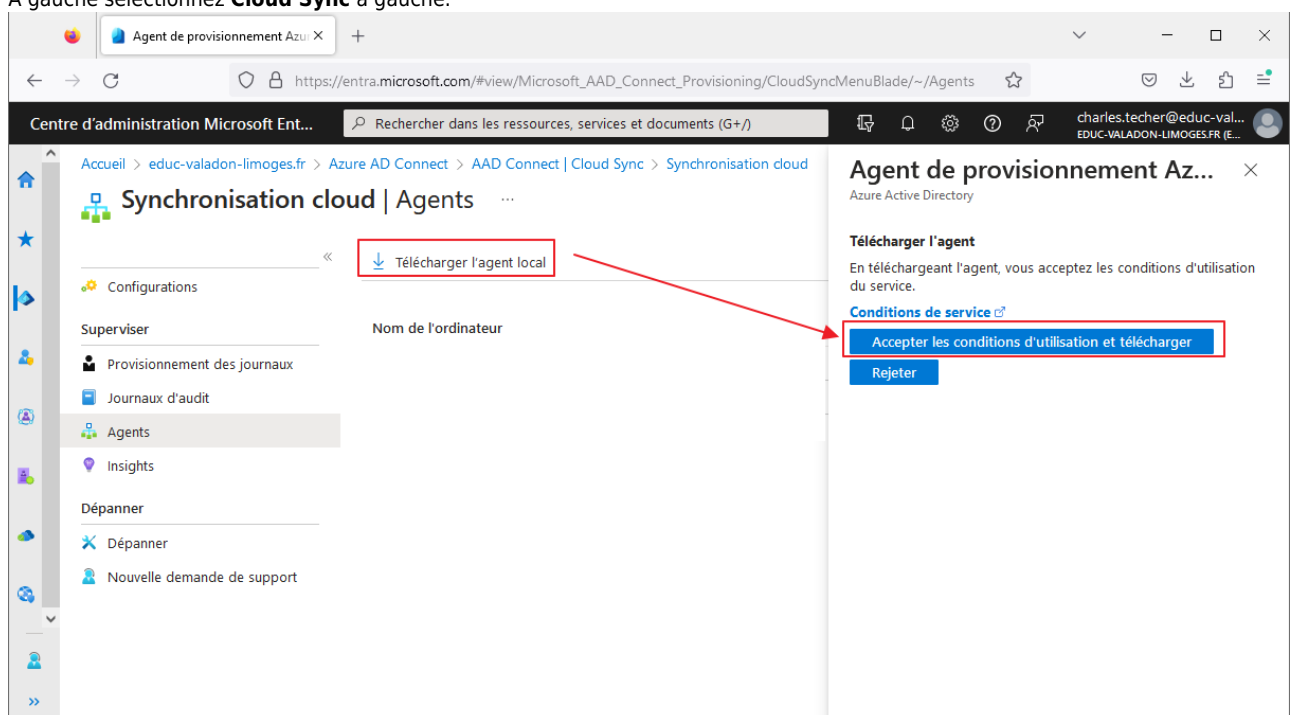 A gauche sélectionnez Cloud Sync à gauche.
Agent de provisionnement Azu
https://entra.microsoft.com/#view/Microsoft_AAD_Connect_Provisioning/CloudSyncMenuBlade/~/Agents
Centre d'administration Microsoft Ent...
Rechercher dans les ressources, services et documents (G+/)
charles.techer@educ-val...
EDUC-VALADON-LIMOGES.FR (E...
Accueil > educ-valadon-limoges.fr > Azure AD Connect > AAD Connect | Cloud Sync > Synchronisation cloud
Synchronisation cloud | Agents ...
«
Télécharger l'agent local
Configurations
Superviser
Nom de l'ordinateur
Provisionnement des journaux
Journaux d'audit
Agents
Insights
Dépanner
Dépanner
Nouvelle demande de support
»
Agent de provisionnement Az...
Azure Active Directory
Télécharger l'agent
En téléchargeant l'agent, vous acceptez les conditions d'utilisation
du service.
Conditions de service
Accepter les conditions d'utilisation et télécharger
Rejeter